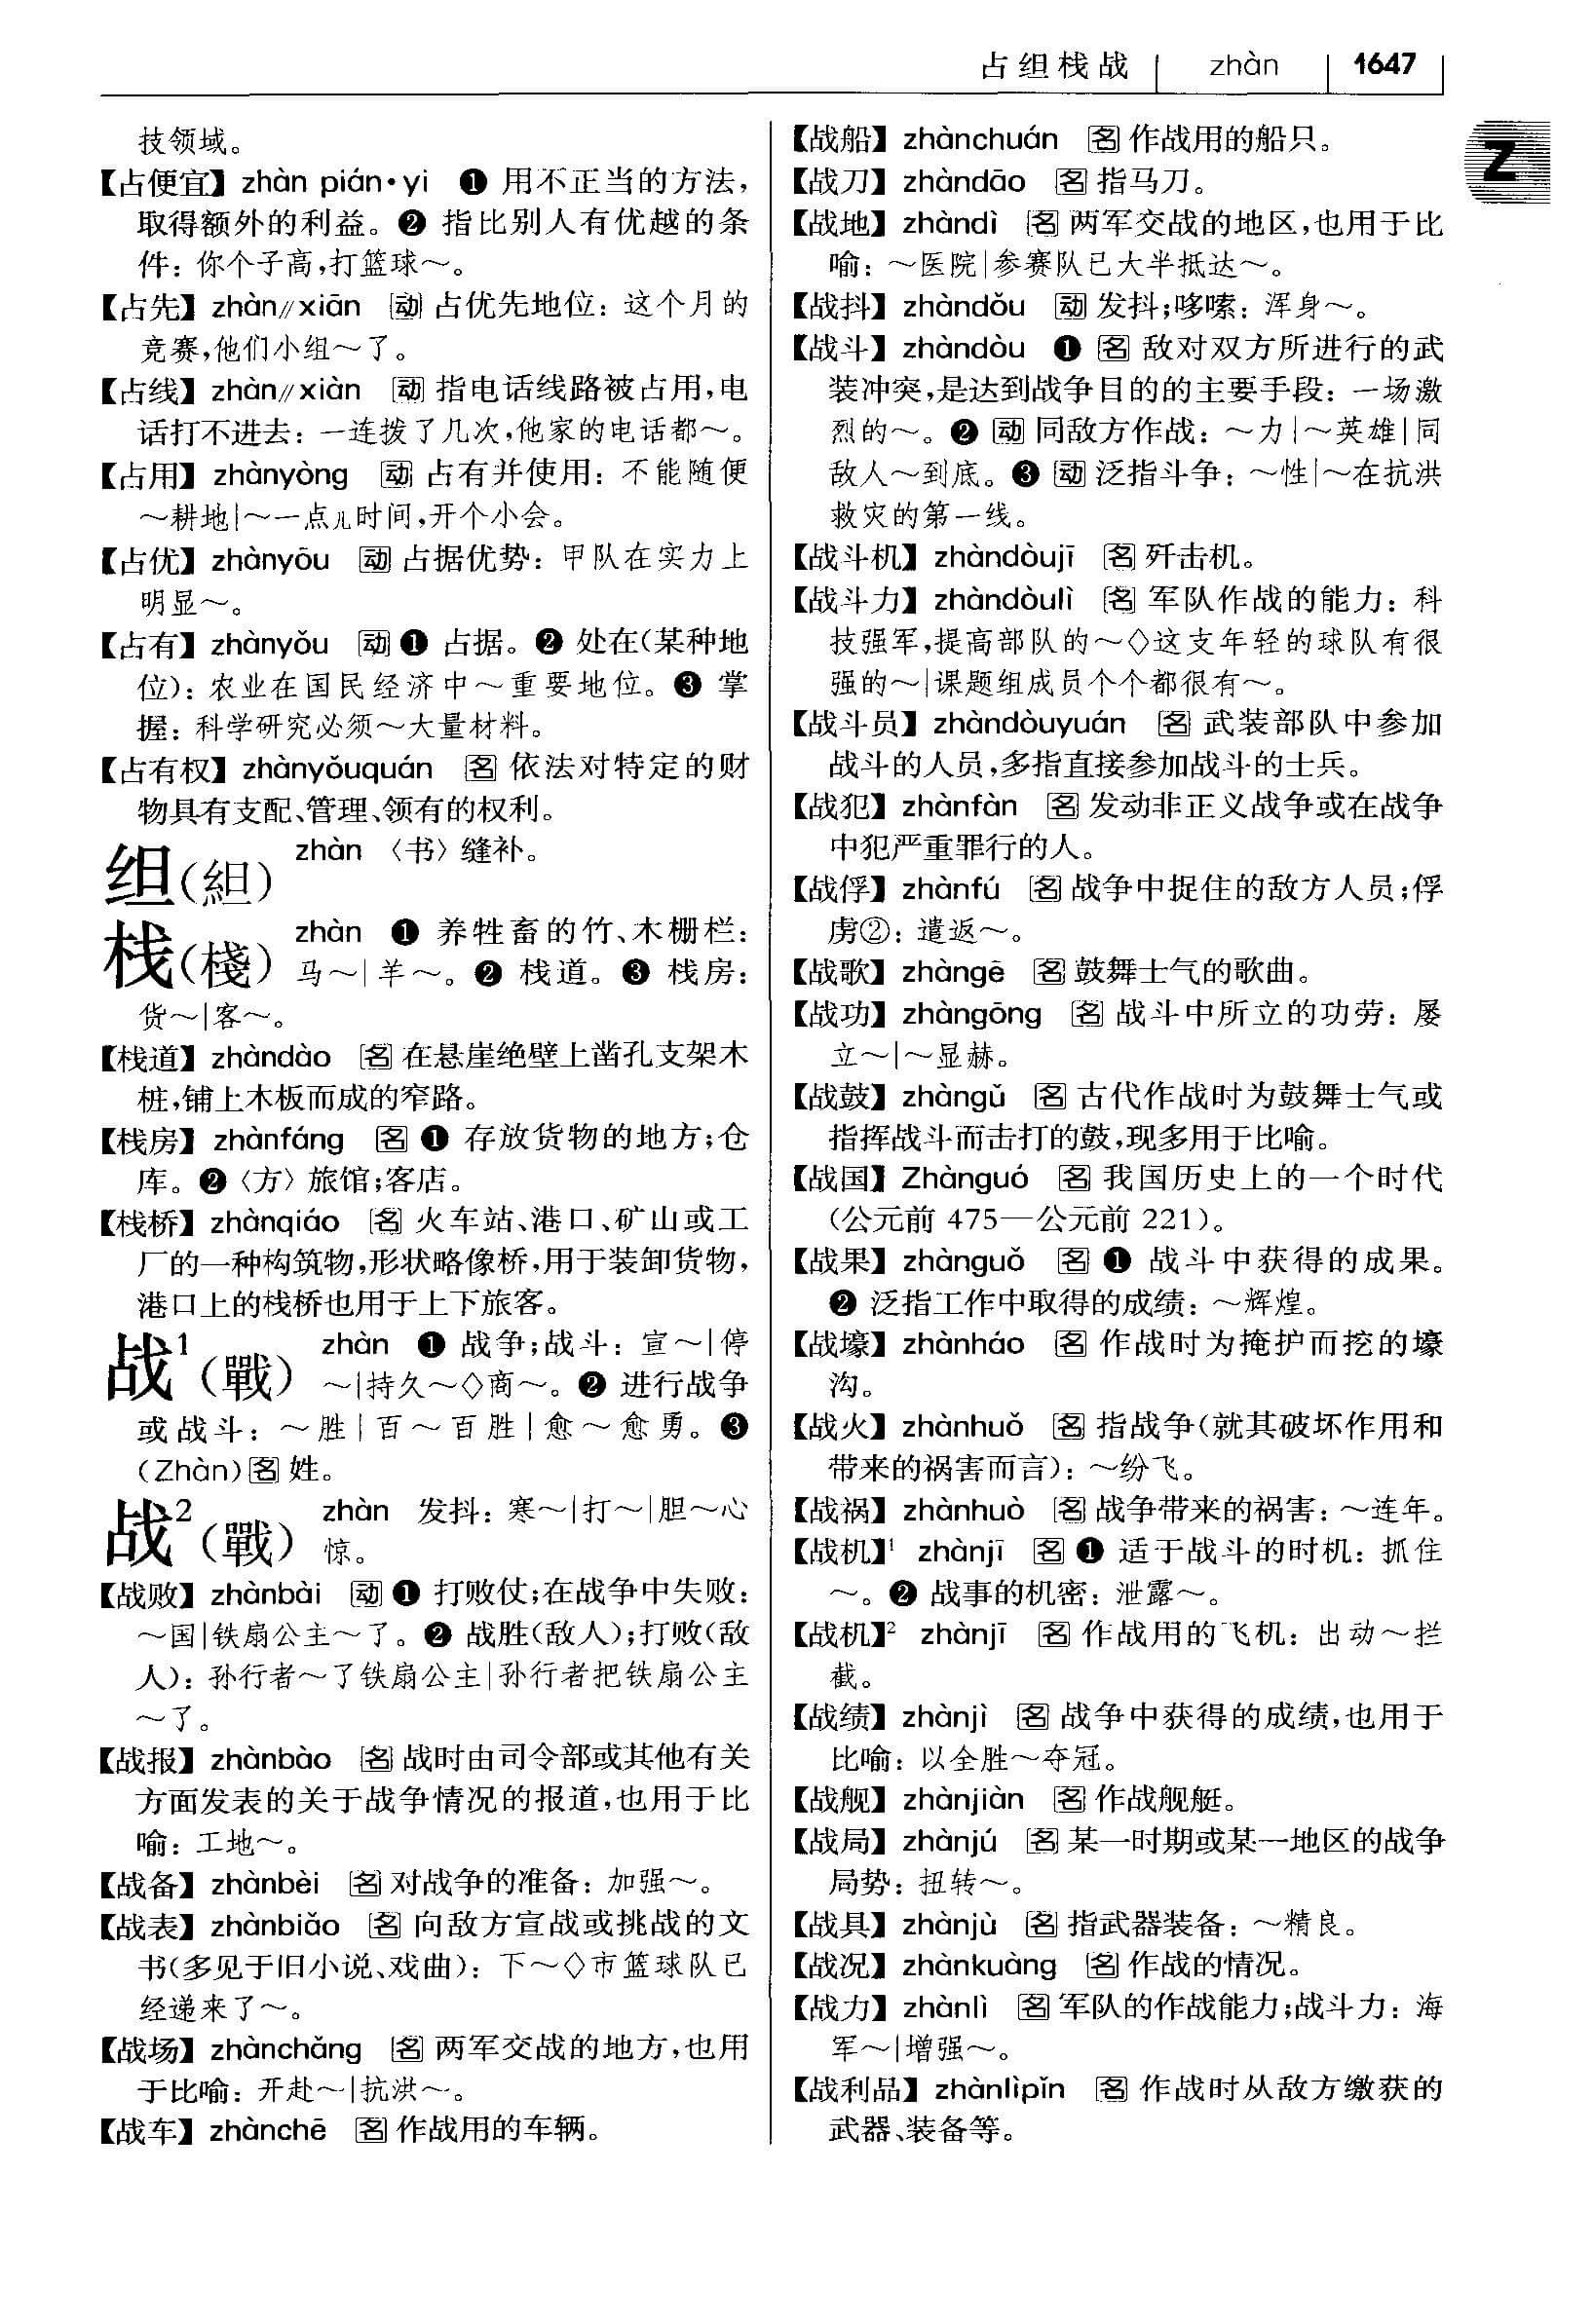 占组栈战 zhàn 1647
Z
技领域。
【占便宜】 zhàn pián·yi ❶ 用不正当的方法,
取得额外的利益。❷ 指比别人有优越的条
件: 你个子高,打篮球~。
【占先】 zhàn∥xiān 动 占优先地位: 这个月的
竞赛,他们小组~了。
【占线】 zhàn∥xiàn 动 指电话线路被占用,电
话打不进去: 一连拨了几次,他家的电话都~。
【占用】 zhànyòng 动 占有并使用: 不能随便
~耕地|~一点儿时间,开个小会。
【占优】 zhànyōu 动 占据优势: 甲队在实力上
明显~。
【占有】 zhànyǒu 动 ❶ 占据。❷ 处在(某种地
位): 农业在国民经济中~重要地位。❸ 掌
握: 科学研究必须~大量材料。
【占有权】 zhànyǒuquán 名 依法对特定的财
物具有支配、管理、领有的权利。
组(組) zhàn 〈书〉缝补。
栈(棧) zhàn ❶ 养牲畜的竹、木栅栏:
马~|羊~。❷ 栈道。❸ 栈房:
货~|客~。
【栈道】 zhàndào 名 在悬崖绝壁上凿孔支架木
桩,铺上木板而成的窄路。
【栈房】 zhànfáng 名 ❶ 存放货物的地方;仓
库。❷〈方〉旅馆;客店。
【栈桥】 zhànqiáo 名 火车站、港口、矿山或工
厂的一种构筑物,形状略像桥,用于装卸货物,
港口上的栈桥也用于上下旅客。
战¹(戰) zhàn ❶ 战争;战斗: 宣~|停
~|持久~◇商~。❷ 进行战争
或战斗: ~胜|百~百胜|愈~愈勇。❸
(Zhàn)名 姓。
战²(戰) zhàn 发抖: 寒~|打~|胆~心
惊。
【战败】 zhànbài 动 ❶ 打败仗;在战争中失败:
~国|铁扇公主~了。❷ 战胜(敌人);打败(敌
人): 孙行者~了铁扇公主|孙行者把铁扇公主
~了。
【战报】 zhànbào 名 战时由司令部或其他有关
方面发表的关于战争情况的报道,也用于比
喻: 工地~。
【战备】 zhànbèi 名 对战争的准备: 加强~。
【战表】 zhànbiǎo 名 向敌方宣战或挑战的文
书(多见于旧小说、戏曲): 下~◇市篮球队已
经递来了~。
【战场】 zhànchǎng 名 两军交战的地方,也用
于比喻: 开赴~|抗洪~。
【战车】 zhànchē 名 作战用的车辆。
【战船】 zhànchuán 名 作战用的船只。
【战刀】 zhàndāo 名 指马刀。
【战地】 zhàndì 名 两军交战的地区,也用于比
喻: ~医院|参赛队已大半抵达~。
【战抖】 zhàndǒu 动 发抖;哆嗦: 浑身~。
【战斗】 zhàndòu ❶ 名 敌对双方所进行的武
装冲突,是达到战争目的的主要手段: 一场激
烈的~。❷ 动 同敌方作战: ~力|~英雄|同
敌人~到底。❸ 动 泛指斗争: ~性|~在抗洪
救灾的第一线。
【战斗机】 zhàndòujī 名 歼击机。
【战斗力】 zhàndòulì 名 军队作战的能力: 科
技强军,提高部队的~◇这支年轻的球队有很
强的~|课题组成员个个都很有~。
【战斗员】 zhàndòuyuán 名 武装部队中参加
战斗的人员,多指直接参加战斗的士兵。
【战犯】 zhànfàn 名 发动非正义战争或在战争
中犯严重罪行的人。
【战俘】 zhànfú 名 战争中捉住的敌方人员;俘
虏②: 遣返~。
【战歌】 zhàngē 名 鼓舞士气的歌曲。
【战功】 zhàngōng 名 战斗中所立的功劳: 屡
立~|~显赫。
【战鼓】 zhàngǔ 名 古代作战时为鼓舞士气或
指挥战斗而击打的鼓,现多用于比喻。
【战国】 Zhànguó 名 我国历史上的一个时代
(公元前 475—公元前 221)。
【战果】 zhànguǒ 名 ❶ 战斗中获得的成果。
❷ 泛指工作中取得的成绩: ~辉煌。
【战壕】 zhànháo 名 作战时为掩护而挖的壕
沟。
【战火】 zhànhuǒ 名 指战争(就其破坏作用和
带来的祸害而言): ~纷飞。
【战祸】 zhànhuò 名 战争带来的祸害: ~连年。
【战机】¹ zhànjī 名 ❶ 适于战斗的时机: 抓住
~。❷ 战事的机密: 泄露~。
【战机】² zhànjī 名 作战用的飞机: 出动~拦
截。
【战绩】 zhànjì 名 战争中获得的成绩,也用于
比喻: 以全胜~夺冠。
【战舰】 zhànjiàn 名 作战舰艇。
【战局】 zhànjú 名 某一时期或某一地区的战争
局势: 扭转~。
【战具】 zhànjù 名 指武器装备: ~精良。
【战况】 zhànkuàng 名 作战的情况。
【战力】 zhànlì 名 军队的作战能力;战斗力: 海
军~|增强~。
【战利品】 zhànlìpǐn 名 作战时从敌方缴获的
武器、装备等。